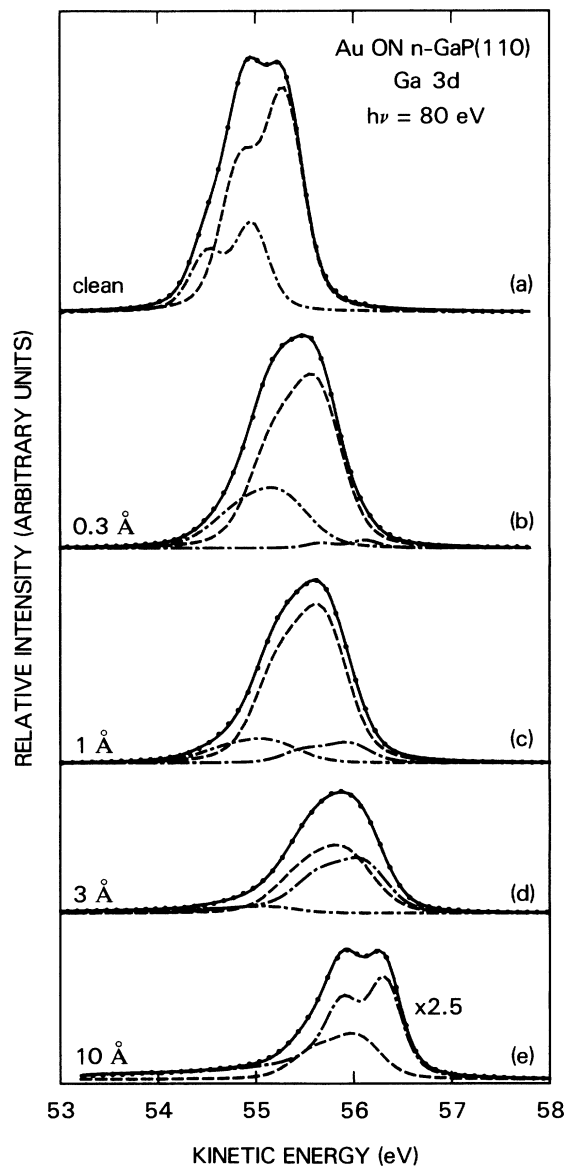 Au ON n-GaP(110)
Ga 3d
hν = 80 eV
clean
(a)
0.3 Å
(b)
1 Å
(c)
3 Å
(d)
x2.5
10 Å
(e)
53 54 55 56 57 58
KINETIC ENERGY (eV)
RELATIVE INTENSITY (ARBITRARY UNITS)